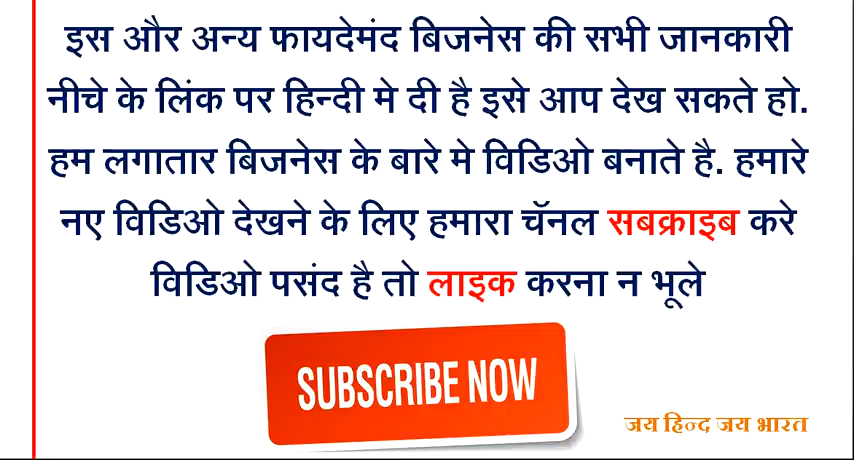 इस और अन्य फायदेमंद बिजनेस की सभी जानकारी
नीचे के लिंक पर हिन्दी मे दी है इसे आप देख सकते हो.
हम लगातार बिजनेस के बारे मे विडिओ बनाते है. हमारे
नए विडिओ देखने के लिए हमारा चॅनल सबक्राइब करे
विडिओ पसंद है तो लाइक करना न भूले
SUBSCRIBE NOW
जय हिन्द जय भारत